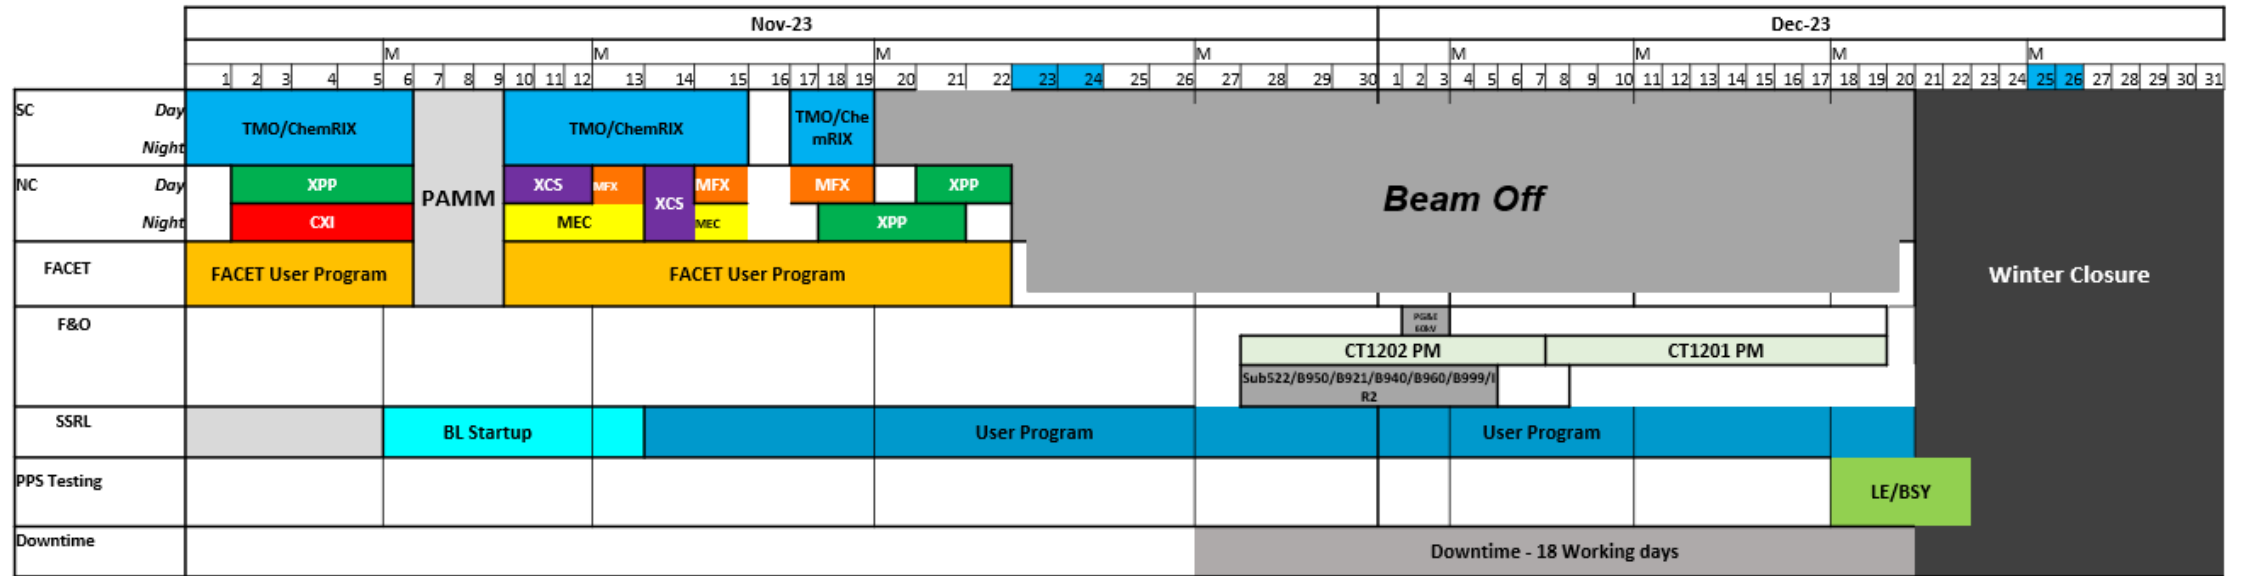 Nov-23 Dec-23
M M M M M M M M
1 2 3 4 5 6 7 8 9 10 11 12 13 14 15 16 17 18 19 20 21 22 23 24 25 26 27 28 29 30 1 2 3 4 5 6 7 8 9 10 11 12 13 14 15 16 17 18 19 20 21 22 23 24 25 26 27 28 29 30 31
SC Day
Night
TMO/ChemRIX
TMO/ChemRIX
TMO/Che
mRIX
NC Day
Night
XPP
CXI
PAMM
XCS
MFX
XCS
MFX
MFX
XPP
MEC
MEC
XPP
Beam Off
Winter Closure
FACET
FACET User Program
FACET User Program
F&O
PG&E
60kV
CT1202 PM
CT1201 PM
Sub522/B950/B921/B940/B960/B999/I
R2
SSRL
BL Startup
User Program
User Program
PPS Testing
LE/BSY
Downtime
Downtime - 18 Working days